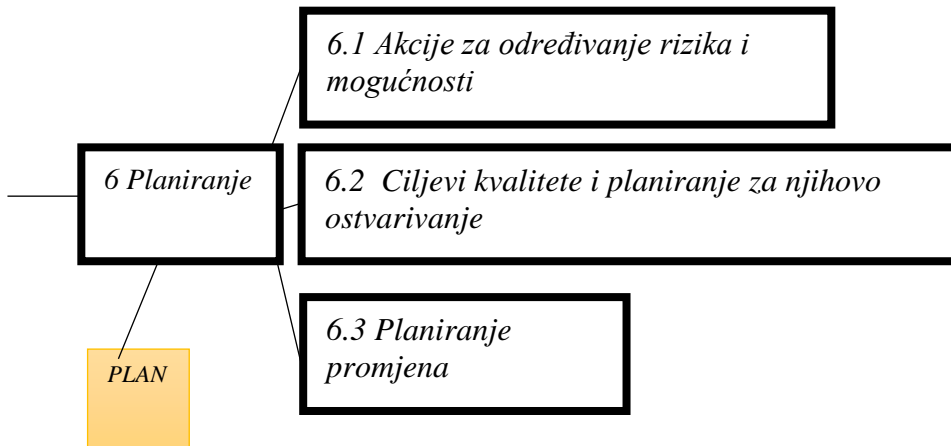 6.1 Akcije za određivanje rizika i
mogućnosti
6 Planiranje
6.2 Ciljevi kvalitete i planiranje za njihovo
ostvarivanje
6.3 Planiranje
promjena
PLAN